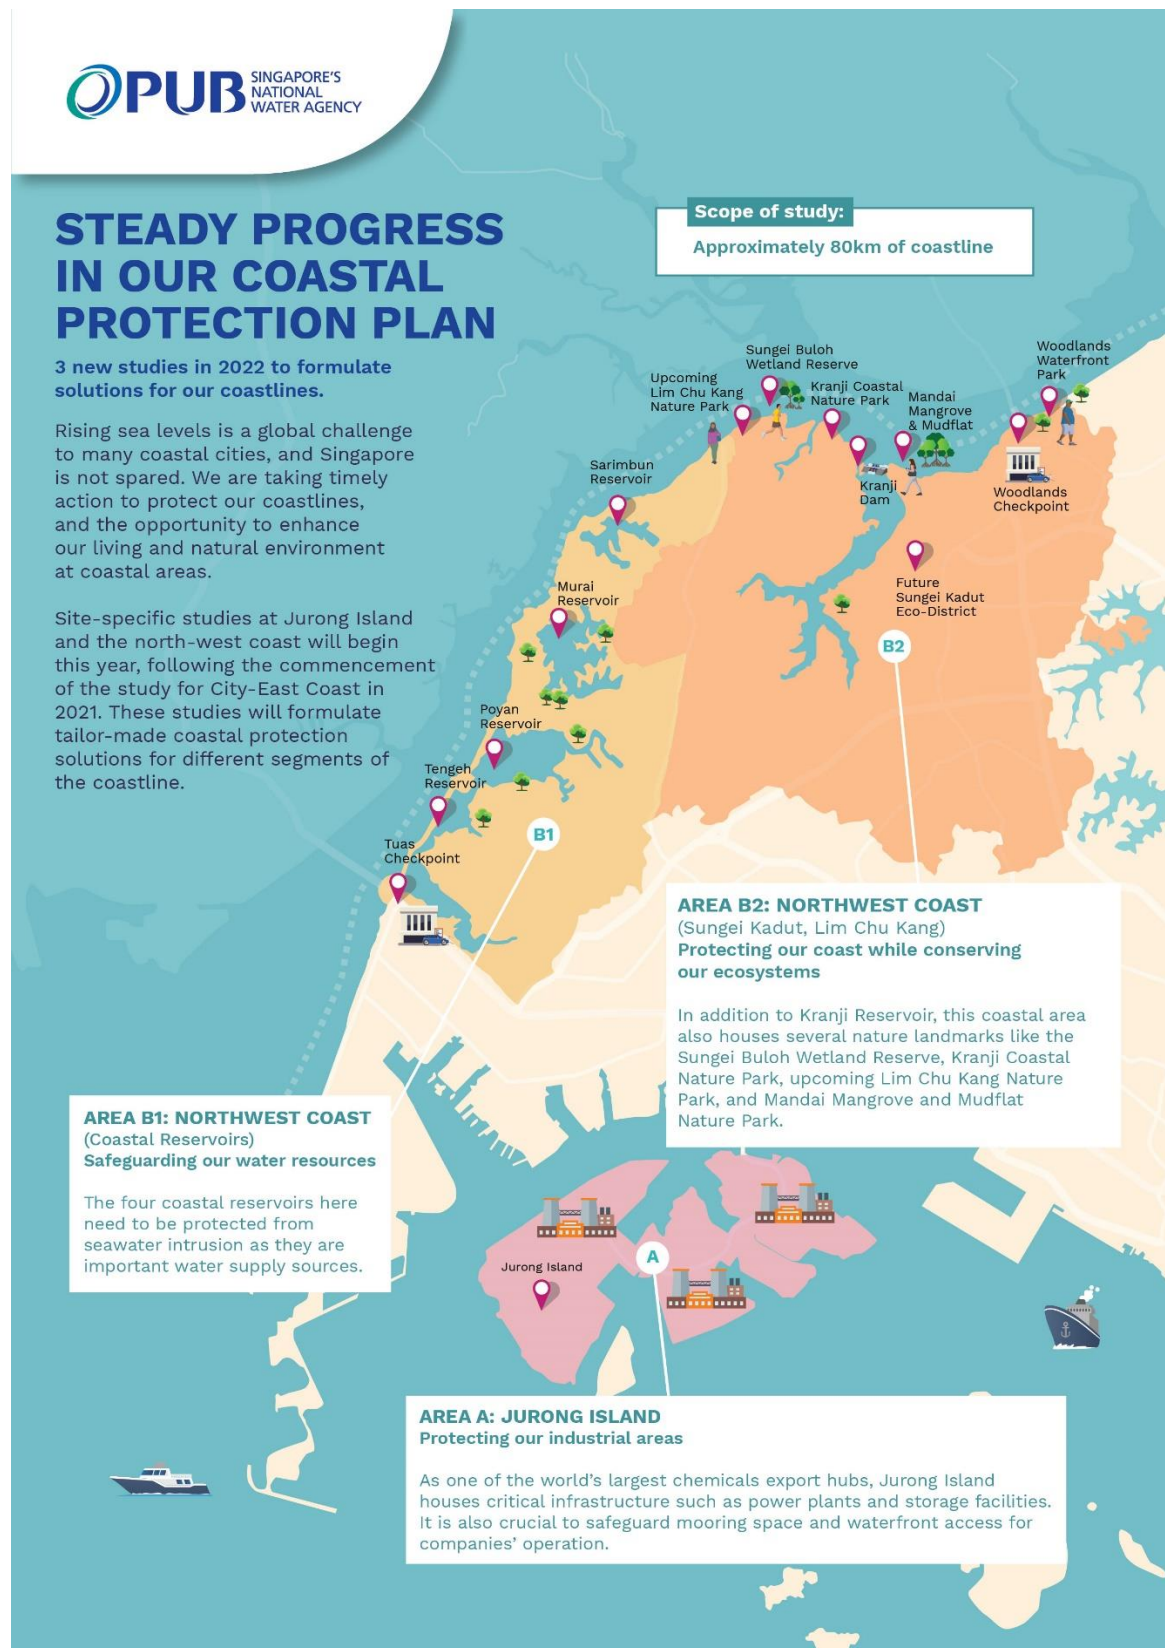 PUB
SINGAPORE'S
NATIONAL
WATER AGENCY
STEADY PROGRESS
IN OUR COASTAL
PROTECTION PLAN
3 new studies in 2022 to formulate
solutions for our coastlines.
Rising sea levels is a global challenge
to many coastal cities, and Singapore
is not spared. We are taking timely
action to protect our coastlines,
and the opportunity to enhance
our living and natural environment
at coastal areas.
Site-specific studies at Jurong Island
and the north-west coast will begin
this year, following the commencement
of the study for City-East Coast in
2021. These studies will formulate
tailor-made coastal protection
solutions for different segments of
the coastline.
Scope of study:
Approximately 80km of coastline
Woodlands
Waterfront
Park
Sungei Buloh
Wetland Reserve
Upcoming
Lim Chu Kang
Nature Park
Kranji Coastal
Nature Park
Mandai
Mangrove
& Mudflat
Sarimbun
Reservoir
Kranji
Dam
Woodlands
Checkpoint
Murai
Reservoir
Future
Sungei Kadut
Eco-District
B2
Poyan
Reservoir
Tengeh
Reservoir
B1
Tuas
Checkpoint
AREA B2: NORTHWEST COAST
(Sungei Kadut, Lim Chu Kang)
Protecting our coast while conserving
our ecosystems
In addition to Kranji Reservoir, this coastal area
also houses several nature landmarks like the
Sungei Buloh Wetland Reserve, Kranji Coastal
Nature Park, upcoming Lim Chu Kang Nature
Park, and Mandai Mangrove and Mudflat
Nature Park.
AREA B1: NORTHWEST COAST
(Coastal Reservoirs)
Safeguarding our water resources
The four coastal reservoirs here
need to be protected from
seawater intrusion as they are
important water supply sources.
A
Jurong Island
AREA A: JURONG ISLAND
Protecting our industrial areas
As one of the world's largest chemicals export hubs, Jurong Island
houses critical infrastructure such as power plants and storage facilities.
It is also crucial to safeguard mooring space and waterfront access for
companies' operation.